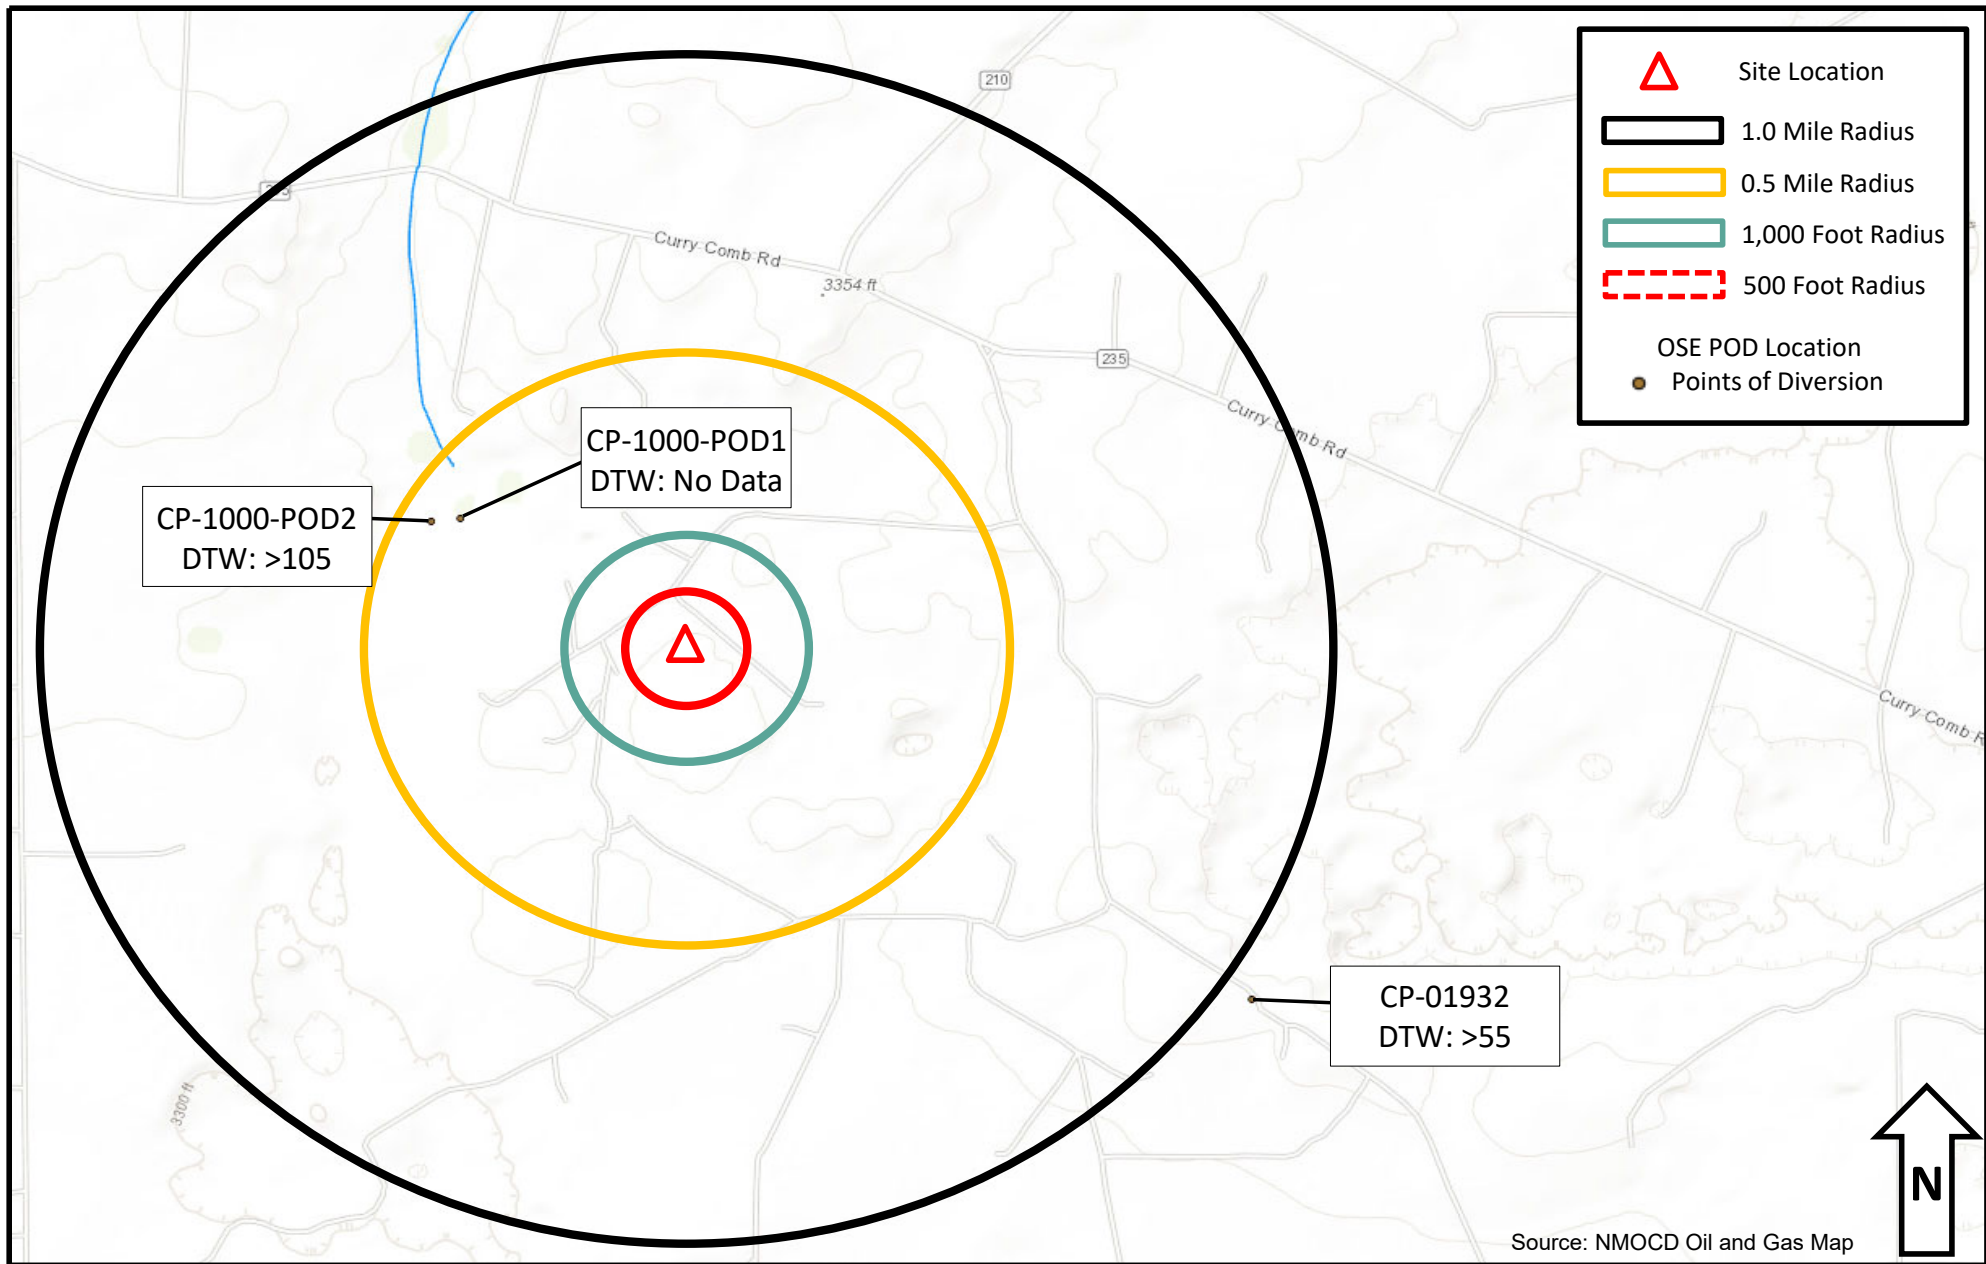 Site Location
1.0 Mile Radius
0.5 Mile Radius
1,000 Foot Radius
500 Foot Radius
OSE POD Location
Points of Diversion
210
Curry Comb Rd
3354 ft
235
Curry Comb Rd
CP-1000-POD1
DTW: No Data
CP-1000-POD2
DTW: >105
Curry Comb R
CP-01932
DTW: >55
3300 ft
N
Source: NMOCD Oil and Gas Map